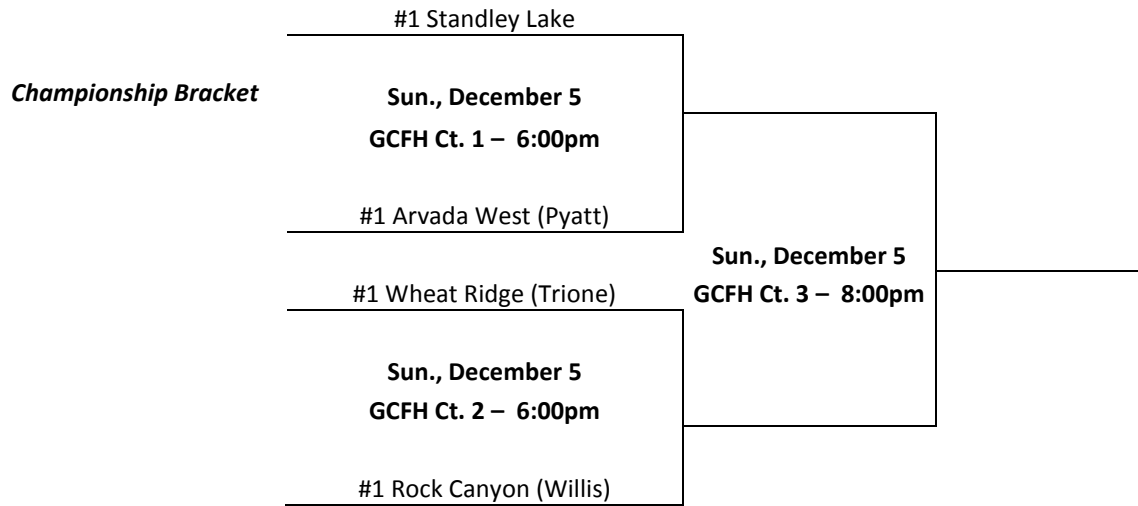 #1 Standley Lake
Championship Bracket
Sun., December 5
GCFH Ct. 1 – 6:00pm
#1 Arvada West (Pyatt)
Sun., December 5
GCFH Ct. 3 – 8:00pm
#1 Wheat Ridge (Trione)
Sun., December 5
GCFH Ct. 2 – 6:00pm
#1 Rock Canyon (Willis)